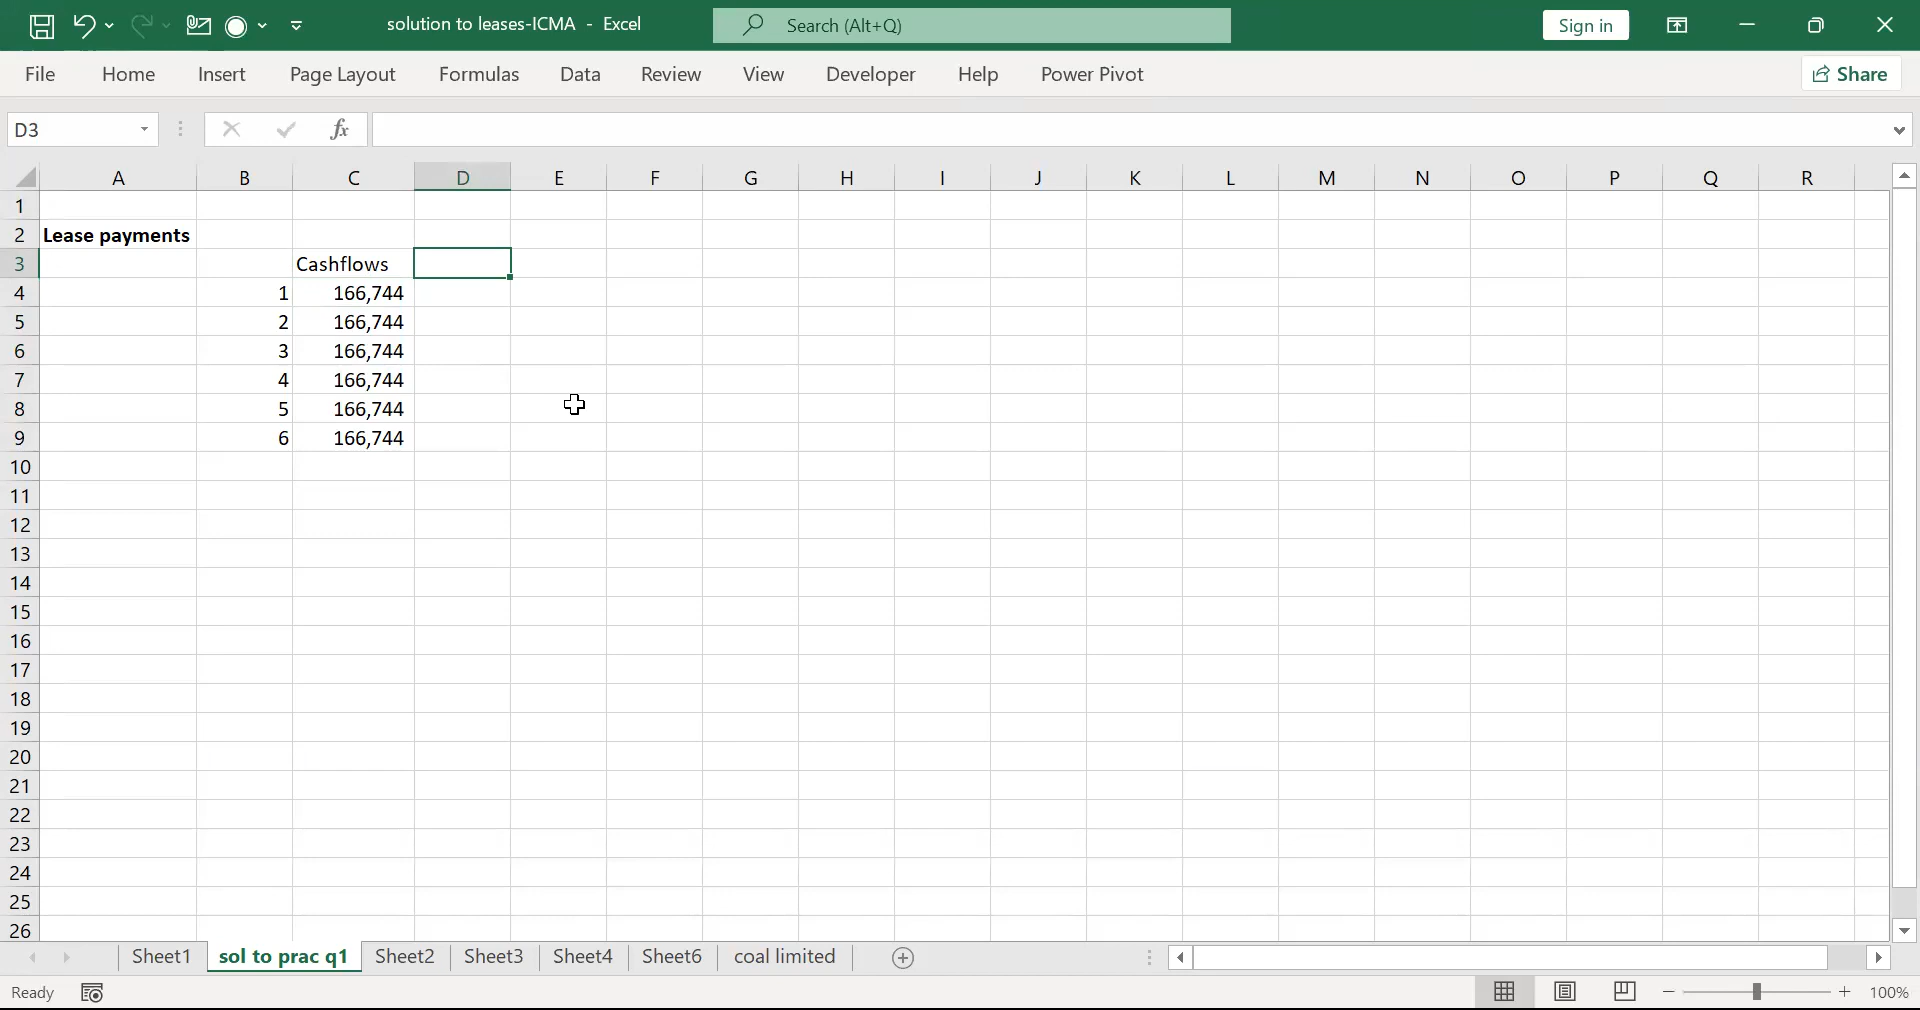 solution to leases-ICMA - Excel
Search (Alt+Q)
Sign in
File Home Insert Page Layout Formulas Data Review View Developer Help Power Pivot
Share
D3
fx
A B C D E F G H I J K L M N O P Q R
1
2 Lease payments
3 Cashflows
4 1 166,744
5 2 166,744
6 3 166,744
7 4 166,744
8 5 166,744
9 6 166,744
10
11
12
13
14
15
16
17
18
19
20
21
22
23
24
25
26
Sheet1 sol to prac q1 Sheet2 Sheet3 Sheet4 Sheet6 coal limited
Ready
100%